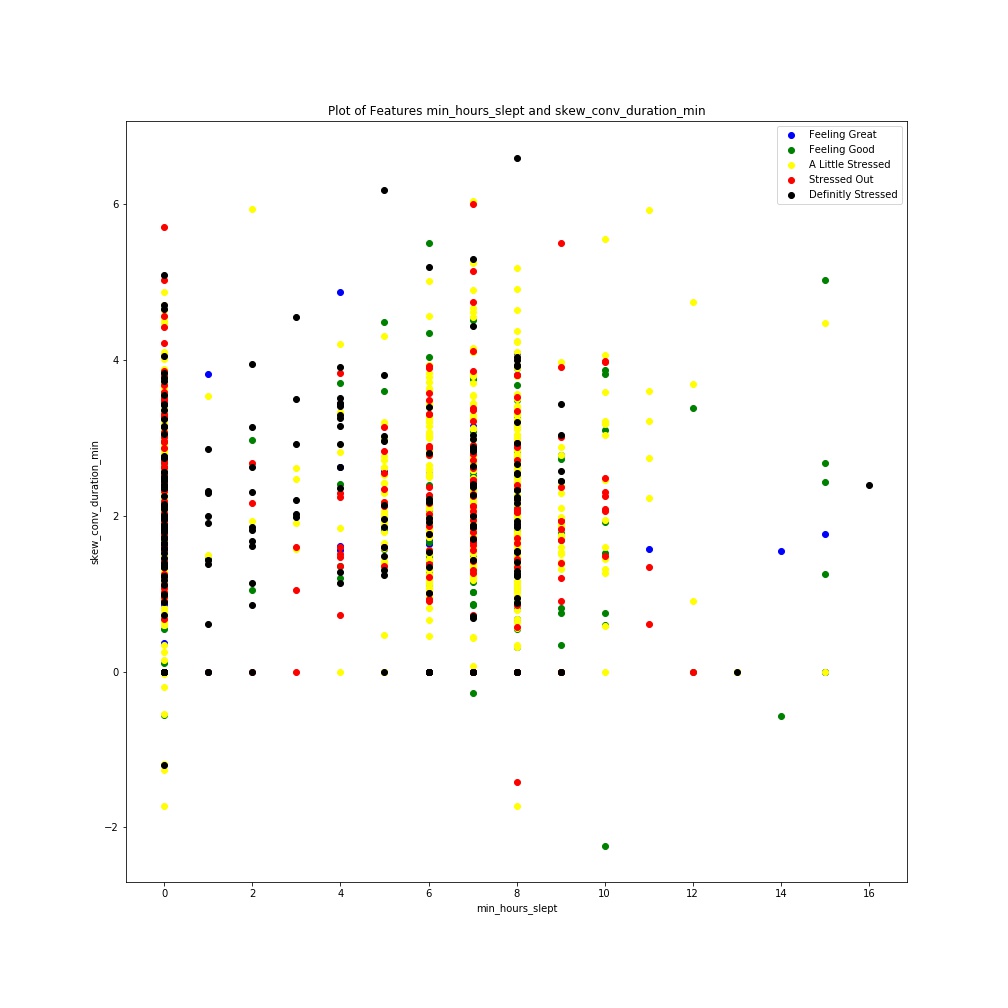 Plot of Features min_hours_slept and skew_conv_duration_min
Feeling Great
Feeling Good
A Little Stressed
Stressed Out
Definitly Stressed
skew_conv_duration_min
6
4
2
0
−2
0 2 4 6 8 10 12 14 16
min_hours_slept